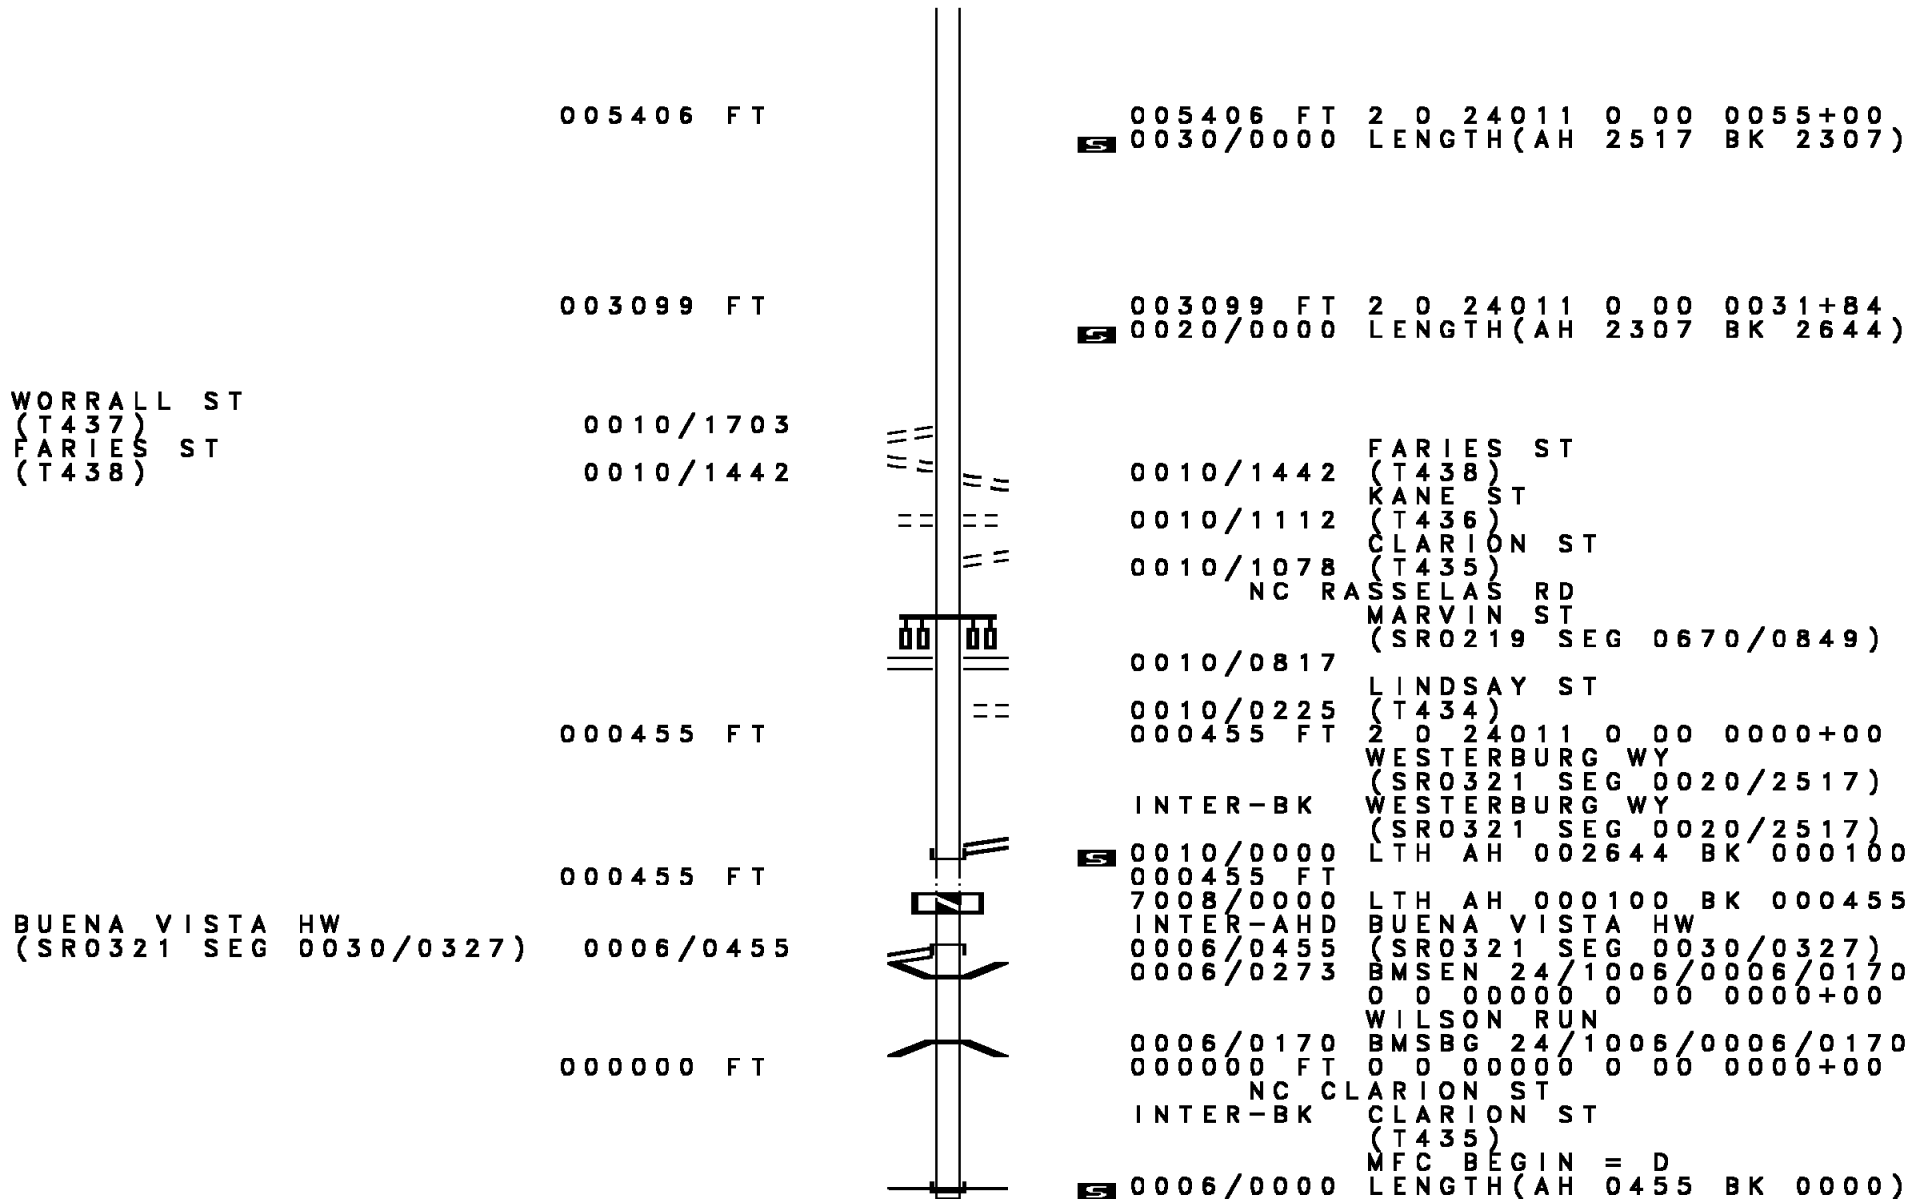 005406 FT 005406 FT 2 0 24011 0 00 0055+00
S 0030/0000 LENGTH(AH 2517 BK 2307)
003099 FT 003099 FT 2 0 24011 0 00 0031+84
S 0020/0000 LENGTH(AH 2307 BK 2644)
WORRALL ST
(T437) 0010/1703
FARIES ST FARIES ST
(T438) 0010/1442 0010/1442 (T438)
KANE ST
0010/1112 (T436)
CLARION ST
0010/1078 (T435)
NC RASSELAS RD
MARVIN ST
(SR0219 SEG 0670/0849)
0010/0817
LINDSAY ST
0010/0225 (T434)
000455 FT 000455 FT 2 0 24011 0 00 0000+00
WESTERBURG WY
(SR0321 SEG 0020/2517)
INTER-BK WESTERBURG WY
(SR0321 SEG 0020/2517)
S 0010/0000 LTH AH 002644 BK 000100
000455 FT 000455 FT
7008/0000 LTH AH 000100 BK 000455
BUENA VISTA HW INTER-AHD BUENA VISTA HW
(SR0321 SEG 0030/0327) 0006/0455 0006/0455 (SR0321 SEG 0030/0327)
0006/0273 BMSEN 24/1006/0006/0170
0 0 00000 0 00 0000+00
WILSON RUN
0006/0170 BMSBG 24/1006/0006/0170
000000 FT 000000 FT 0 0 00000 0 00 0000+00
NC CLARION ST
INTER-BK CLARION ST
(T435)
MFC BEGIN = D
S 0006/0000 LENGTH(AH 0455 BK 0000)